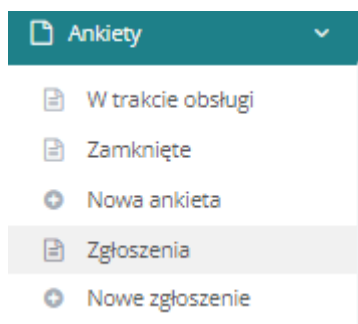 Ankiety
W trakcie obsługi
Zamknięte
Nowa ankieta
Zgłoszenia
Nowe zgłoszenie